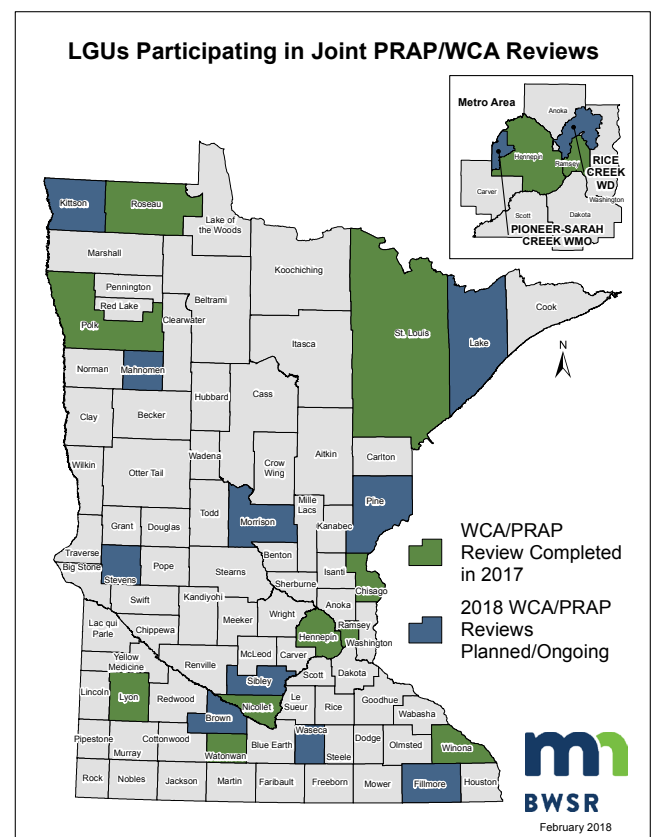 LGUs Participating in Joint PRAP/WCA Reviews
Metro Area
Anoka
Hennepin
Ramsey
RICE
CREEK
WD
Carver
Washington
Scott
Dakota
PIONEER-SARAH
CREEK WMO
Kittson
Roseau
Lake of
the Woods
Marshall
Koochiching
Pennington
Red Lake
Beltrami
Clearwater
Polk
St. Louis
Lake
Cook
N
Itasca
Norman
Mahnomen
Hubbard
Cass
Clay
Becker
Wadena
Aitkin
Carlton
Wilkin
Otter Tail
Crow
Wing
Pine
Mille
Lacs
Todd
Morrison
Kanabec
Grant
Douglas
Benton
Traverse
Big Stone
Stevens
Pope
Stearns
Isanti
Sherburne
Chisago
Swift
Kandiyohi
Anoka
Meeker
Wright
Lac qui
Parle
Chippewa
Hennepin
Ramsey
Washington
Yellow
Medicine
Renville
McLeod
Carver
Scott
Dakota
Sibley
Lincoln
Lyon
Redwood
Nicollet
Le
Sueur
Rice
Goodhue
Wabasha
Brown
Pipestone
Murray
Cottonwood
Watonwan
Blue Earth
Waseca
Steele
Dodge
Olmsted
Winona
Rock
Nobles
Jackson
Martin
Faribault
Freeborn
Mower
Fillmore
Houston
WCA/PRAP
Review Completed
in 2017
2018 WCA/PRAP
Reviews
Planned/Ongoing
BWSR
February 2018